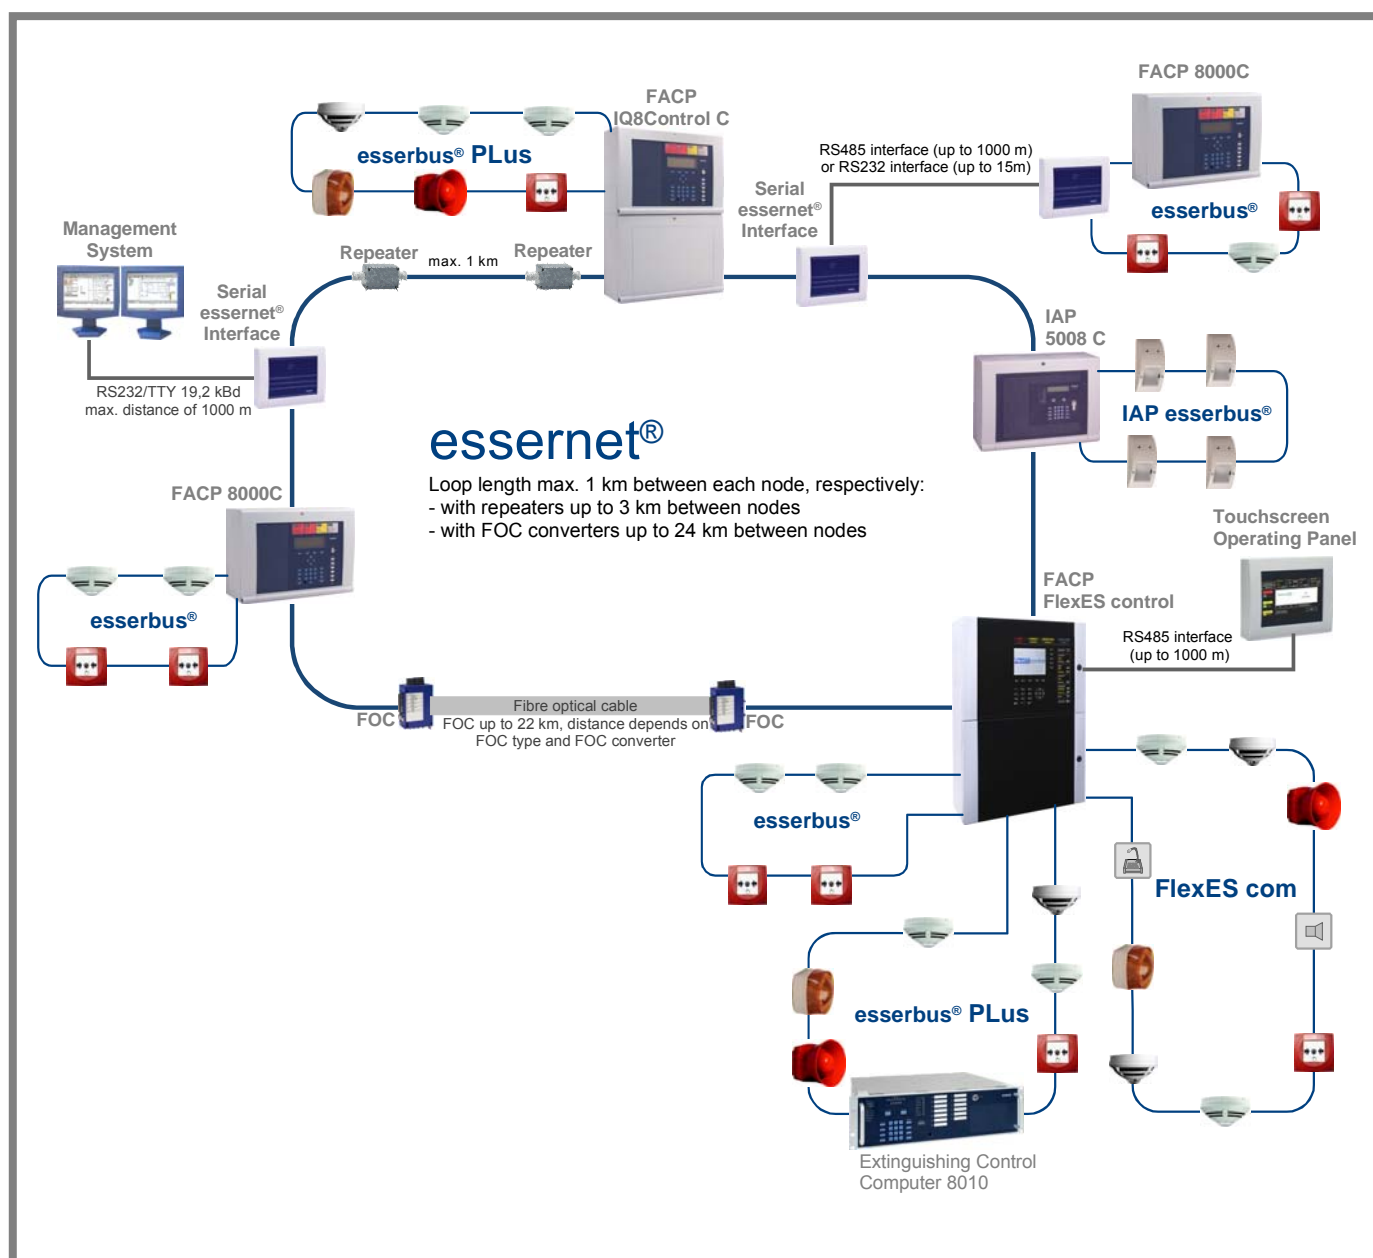 FACP 8000C
FACP
IQ8Control C
esserbus® PLus
RS485 interface (up to 1000 m)
or RS232 interface (up to 15m)
Serial
essernet®
Interface
esserbus®
Management
System
Repeater
max. 1 km
Repeater
Serial
essernet®
Interface
IAP
5008 C
RS232/TTY 19,2 kBd
max. distance of 1000 m
IAP esserbus®
essernet®
Loop length max. 1 km between each node, respectively:
- with repeaters up to 3 km between nodes
- with FOC converters up to 24 km between nodes
FACP 8000C
Touchscreen
Operating Panel
FACP
FlexES control
esserbus®
RS485 interface
(up to 1000 m)
FOC
Fibre optical cable
FOC up to 22 km, distance depends on
FOC type and FOC converter
FOC
esserbus®
FlexES com
esserbus® PLus
Extinguishing Control
Computer 8010